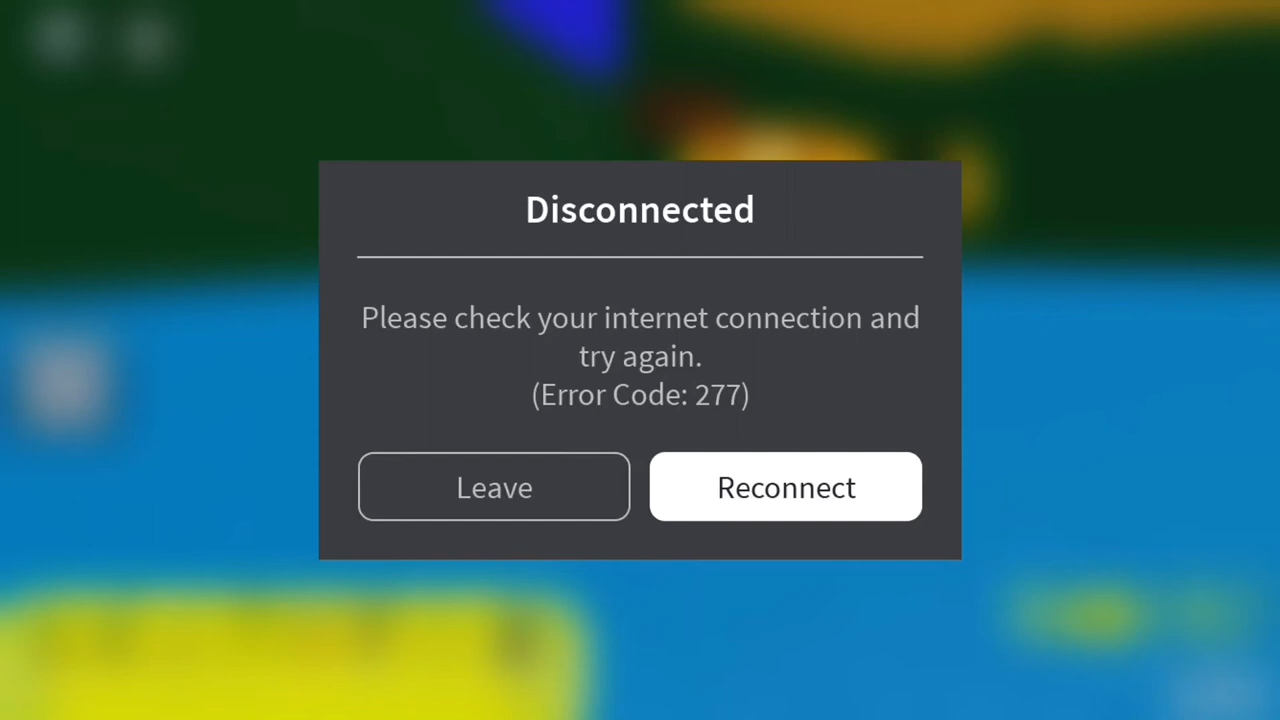 Disconnected
Please check your internet connection and
try again.
(Error Code: 277)
Leave
Reconnect